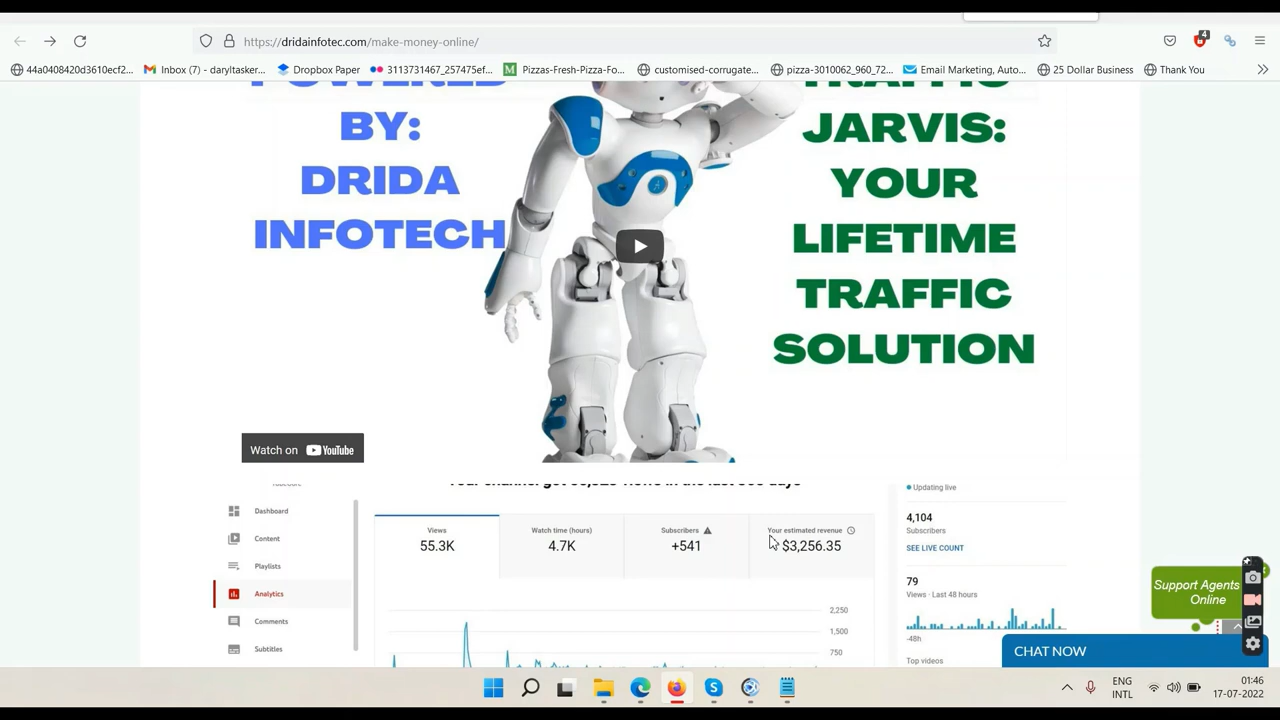 https://dridainfotec.com/make-money-online/
4
44a0408420d3610ecf2...
Inbox (7) - daryltasker...
Dropbox Paper
3113731467_257475ef...
Pizzas-Fresh-Pizza-Fo...
customised-corrugate...
pizza-3010062_960_72...
Email Marketing, Auto...
25 Dollar Business
Thank You
POWERED
BY:
DRIDA
INFOTECH
TRAFFIC
JARVIS:
YOUR
LIFETIME
TRAFFIC
SOLUTION
Watch on YouTube
Dashboard
Content
Playlists
Analytics
Comments
Subtitles
Views
55.3K
Watch time (hours)
4.7K
Subscribers
+541
Your estimated revenue
$3,256.35
2,250
1,500
750
Updating live
4,104
Subscribers
SEE LIVE COUNT
79
Views · Last 48 hours
-48h
Top videos
Support Agents
Online
CHAT NOW
ENG
INTL
01:46
17-07-2022